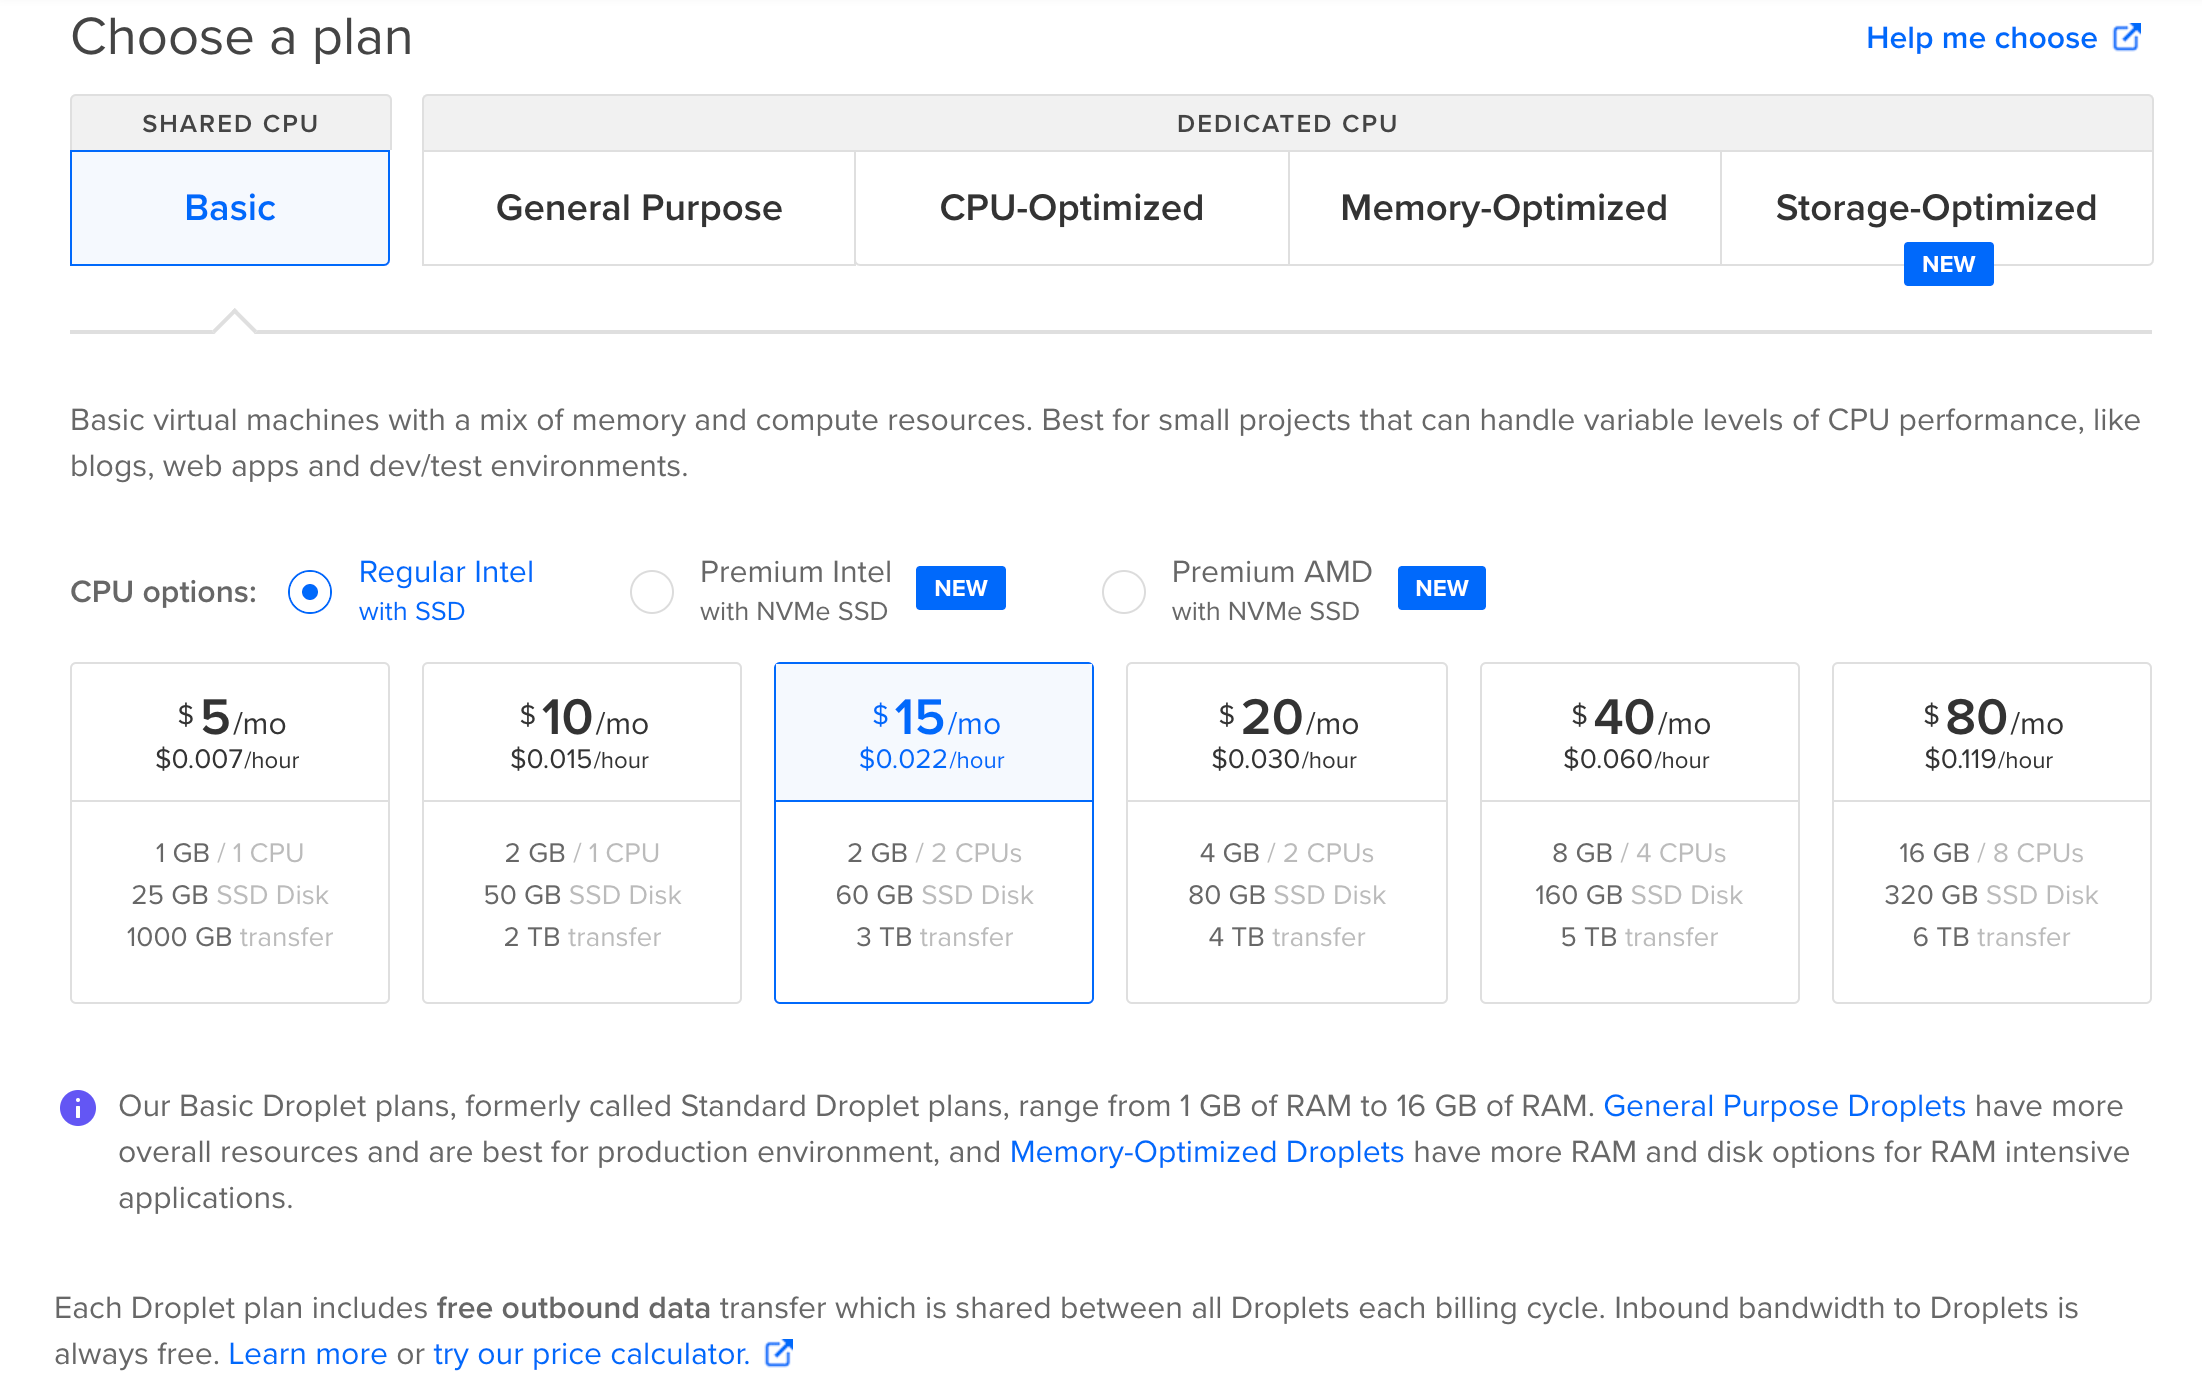 Choose a plan
Help me choose
SHARED CPU
DEDICATED CPU
Basic
General Purpose
CPU-Optimized
Memory-Optimized
Storage-Optimized
NEW
Basic virtual machines with a mix of memory and compute resources. Best for small projects that can handle variable levels of CPU performance, like
blogs, web apps and dev/test environments.
CPU options:
Regular Intel
with SSD
Premium Intel
with NVMe SSD
NEW
Premium AMD
with NVMe SSD
NEW
$ 5/mo
$0.007/hour
1 GB / 1 CPU
25 GB SSD Disk
1000 GB transfer
$ 10/mo
$0.015/hour
2 GB / 1 CPU
50 GB SSD Disk
2 TB transfer
$ 15/mo
$0.022/hour
2 GB / 2 CPUs
60 GB SSD Disk
3 TB transfer
$ 20/mo
$0.030/hour
4 GB / 2 CPUs
80 GB SSD Disk
4 TB transfer
$ 40/mo
$0.060/hour
8 GB / 4 CPUs
160 GB SSD Disk
5 TB transfer
$ 80/mo
$0.119/hour
16 GB / 8 CPUs
320 GB SSD Disk
6 TB transfer
Our Basic Droplet plans, formerly called Standard Droplet plans, range from 1 GB of RAM to 16 GB of RAM. General Purpose Droplets have more
overall resources and are best for production environment, and Memory-Optimized Droplets have more RAM and disk options for RAM intensive
applications.
Each Droplet plan includes free outbound data transfer which is shared between all Droplets each billing cycle. Inbound bandwidth to Droplets is
always free. Learn more or try our price calculator.